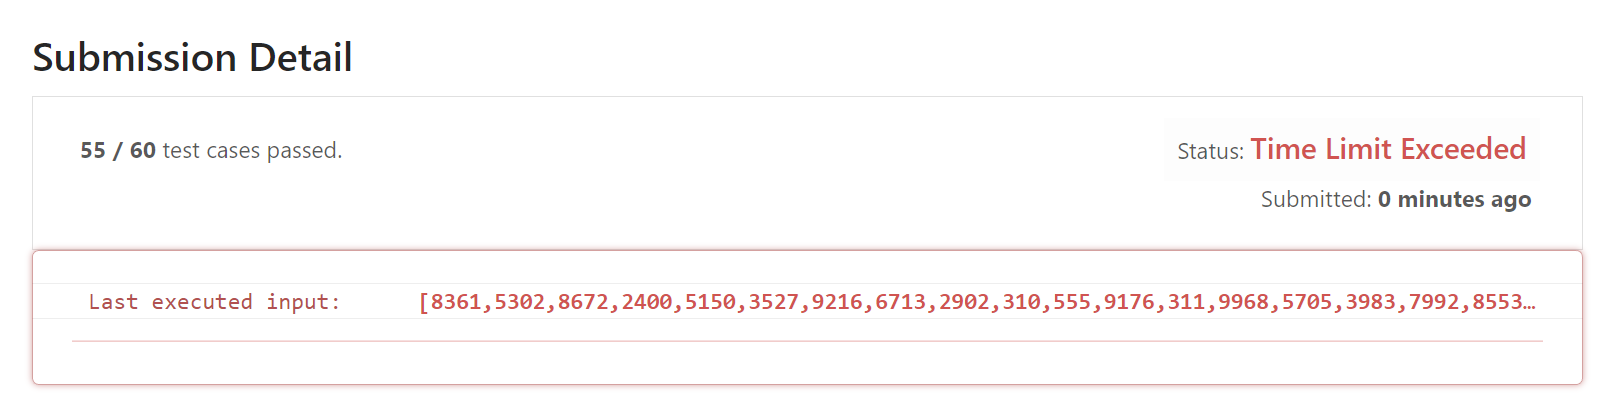 Submission Detail
55 / 60 test cases passed.
Status: Time Limit Exceeded
Submitted: 0 minutes ago
Last executed input: [8361,5302,8672,2400,5150,3527,9216,6713,2902,310,555,9176,311,9968,5705,3983,7992,8553…